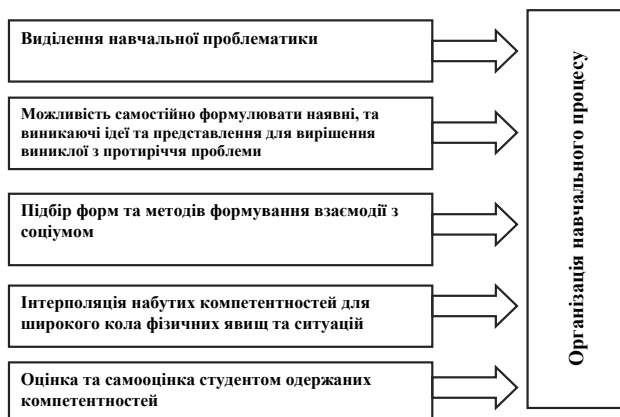 Виділення навчальної проблематики
Можливість самостійно формулювати наявні, та
виникаючі ідеї та представлення для вирішення
виниклої з протиріччя проблеми
Підбір форм та методів формування взаємодії з
соціумом
Інтерполяція набутих компетентностей для
широкого кола фізичних явищ та ситуацій
Оцінка та самооцінка студентом одержаних
компетентностей
Організація навчального процесу